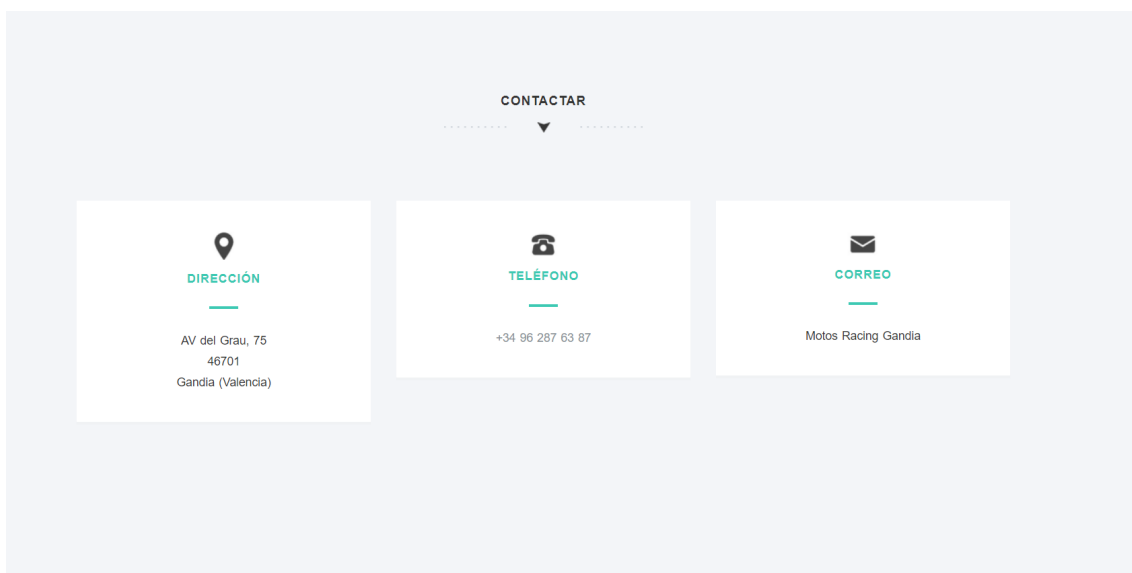 CONTACTAR
DIRECCIÓN
AV del Grau, 75
46701
Gandia (Valencia)
TELÉFONO
+34 96 287 63 87
CORREO
Motos Racing Gandia